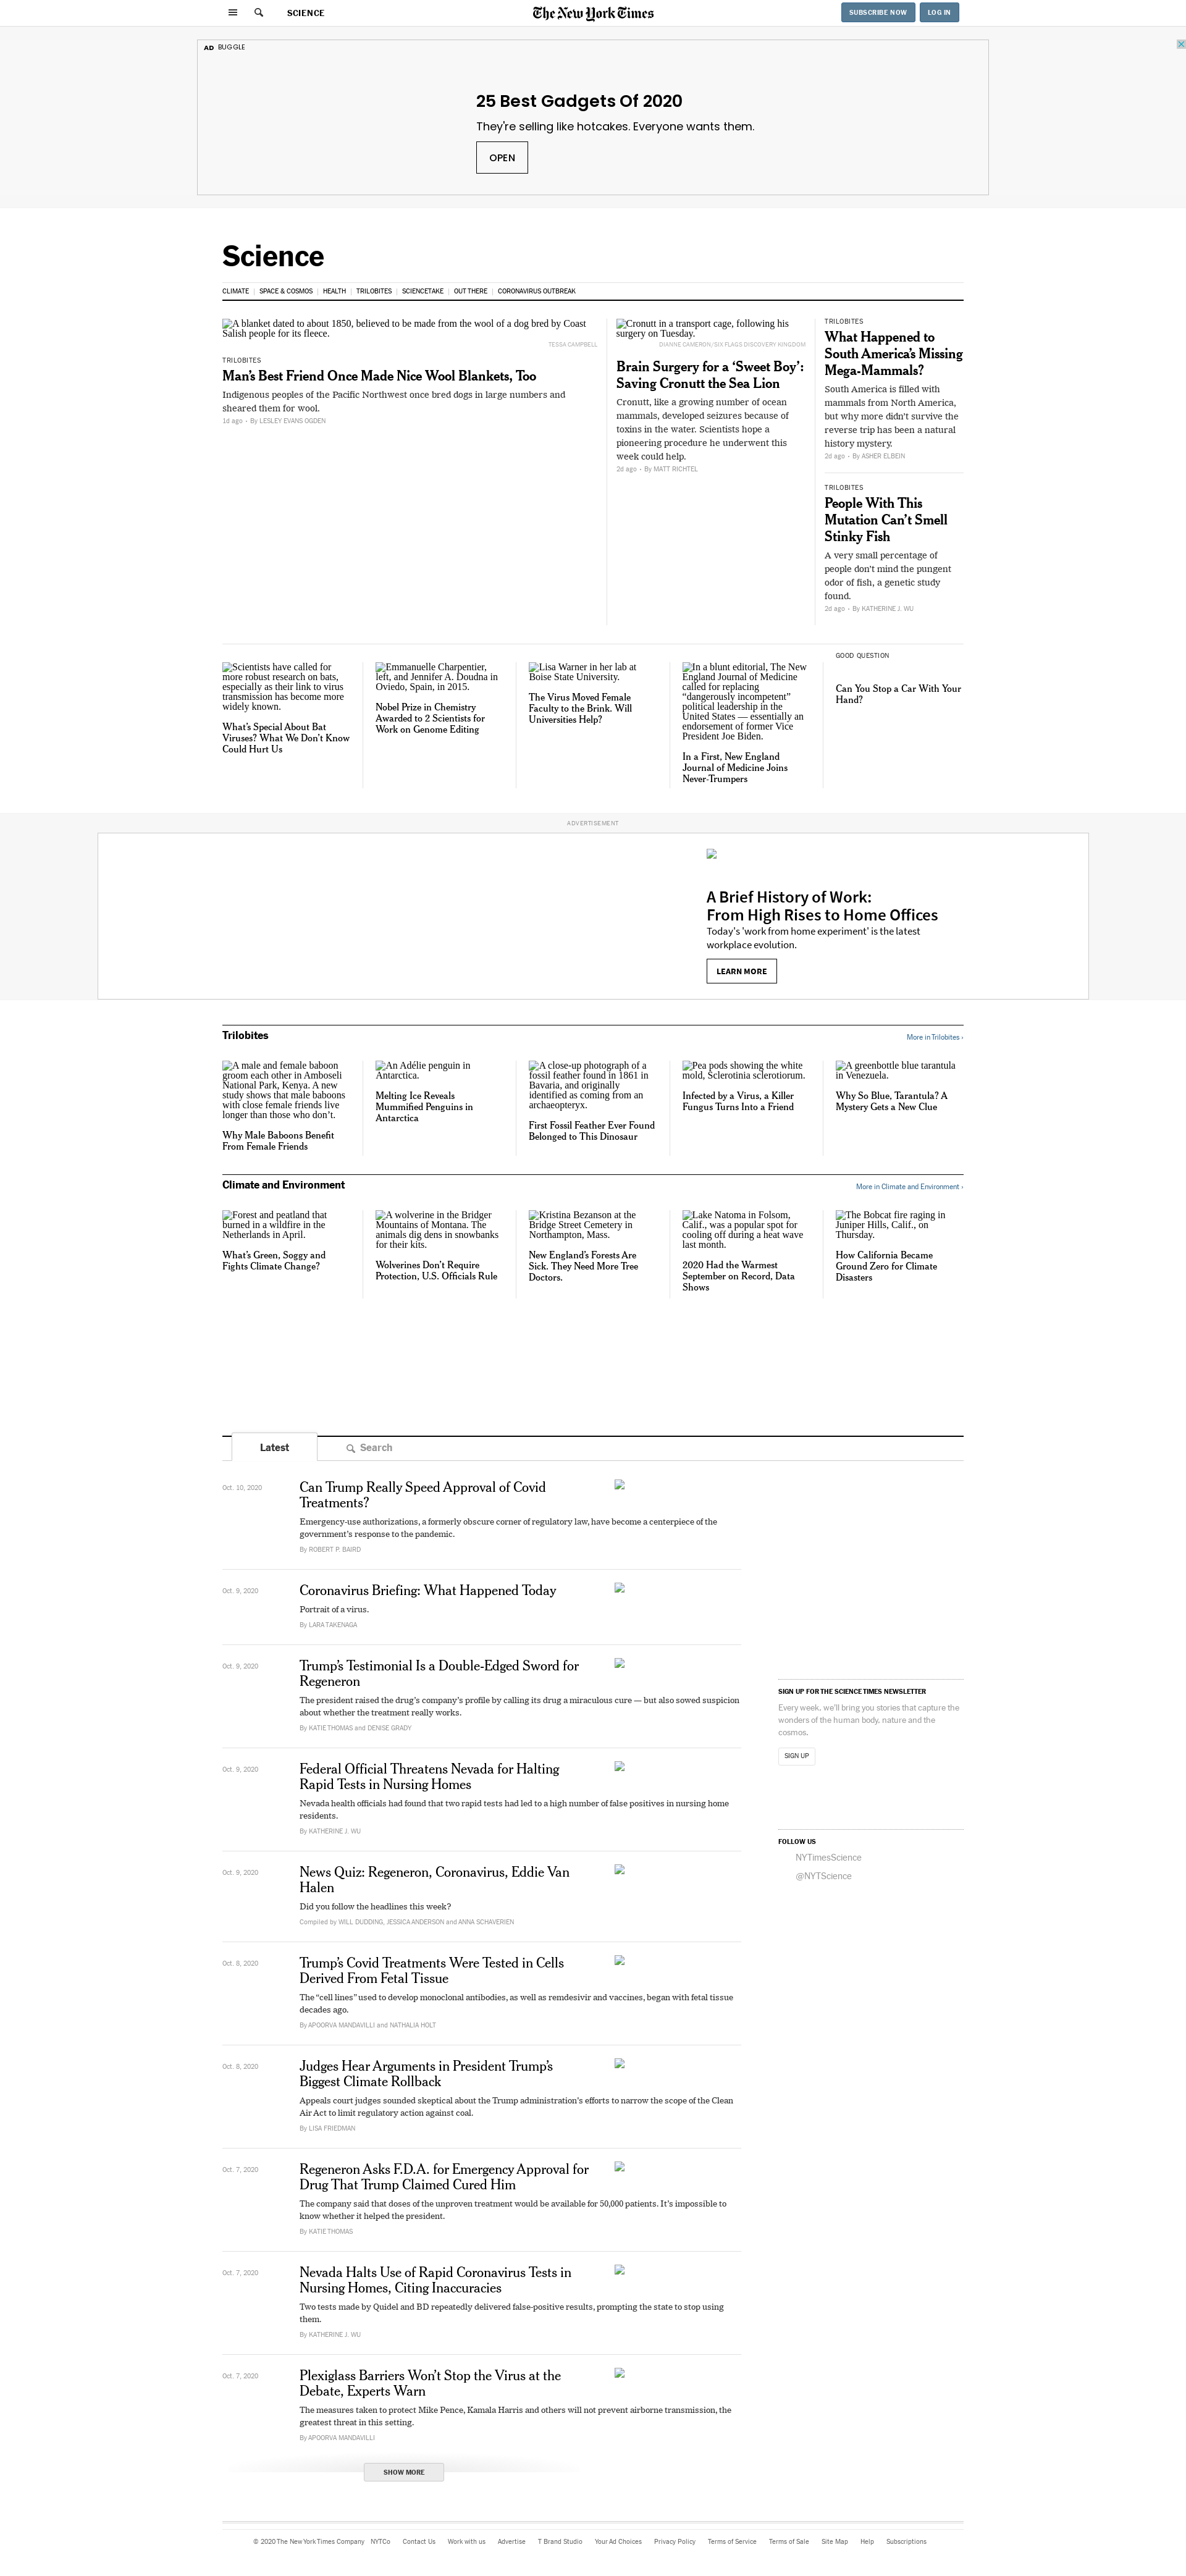 SCIENCE
The New York Times
SUBSCRIBE NOW
LOG IN
AD BUGGLE
25 Best Gadgets Of 2020
They're selling like hotcakes. Everyone wants them.
OPEN
Science
CLIMATE
SPACE & COSMOS
HEALTH
TRILOBITES
SCIENCETAKE
OUT THERE
CORONAVIRUS OUTBREAK
A blanket dated to about 1850, believed to be made from the wool of a dog bred by Coast
Salish people for its fleece.
TESSA CAMPBELL
TRILOBITES
Man's Best Friend Once Made Nice Wool Blankets, Too
Indigenous peoples of the Pacific Northwest once bred dogs in large numbers and
sheared them for wool.
1d ago • By LESLEY EVANS OGDEN
Cronutt in a transport cage, following his
surgery on Tuesday.
DIANNE CAMERON/SIX FLAGS DISCOVERY KINGDOM
Brain Surgery for a ‘Sweet Boy’:
Saving Cronutt the Sea Lion
Cronutt, like a growing number of ocean
mammals, developed seizures because of
toxins in the water. Scientists hope a
pioneering procedure he underwent this
week could help.
2d ago • By MATT RICHTEL
TRILOBITES
What Happened to
South America’s Missing
Mega-Mammals?
South America is filled with
mammals from North America,
but why more didn't survive the
reverse trip has been a natural
history mystery.
2d ago • By ASHER ELBEIN
TRILOBITES
People With This
Mutation Can’t Smell
Stinky Fish
A very small percentage of
people don't mind the pungent
odor of fish, a genetic study
found.
2d ago • By KATHERINE J. WU
Scientists have called for
more robust research on bats,
especially as their link to virus
transmission has become more
widely known.
What’s Special About Bat
Viruses? What We Don’t Know
Could Hurt Us
Emmanuelle Charpentier,
left, and Jennifer A. Doudna in
Oviedo, Spain, in 2015.
Nobel Prize in Chemistry
Awarded to 2 Scientists for
Work on Genome Editing
Lisa Warner in her lab at
Boise State University.
The Virus Moved Female
Faculty to the Brink. Will
Universities Help?
In a blunt editorial, The New
England Journal of Medicine
called for replacing
“dangerously incompetent”
political leadership in the
United States — essentially an
endorsement of former Vice
President Joe Biden.
In a First, New England
Journal of Medicine Joins
Never-Trumpers
GOOD QUESTION
Can You Stop a Car With Your
Hand?
ADVERTISEMENT
A Brief History of Work:
From High Rises to Home Offices
Today's 'work from home experiment' is the latest
workplace evolution.
LEARN MORE
Trilobites
More in Trilobites ›
A male and female baboon
groom each other in Amboseli
National Park, Kenya. A new
study shows that male baboons
with close female friends live
longer than those who don’t.
Why Male Baboons Benefit
From Female Friends
An Adélie penguin in
Antarctica.
Melting Ice Reveals
Mummified Penguins in
Antarctica
A close-up photograph of a
fossil feather found in 1861 in
Bavaria, and originally
identified as coming from an
archaeopteryx.
First Fossil Feather Ever Found
Belonged to This Dinosaur
Pea pods showing the white
mold, Sclerotinia sclerotiorum.
Infected by a Virus, a Killer
Fungus Turns Into a Friend
A greenbottle blue tarantula
in Venezuela.
Why So Blue, Tarantula? A
Mystery Gets a New Clue
Climate and Environment
More in Climate and Environment ›
Forest and peatland that
burned in a wildfire in the
Netherlands in April.
What’s Green, Soggy and
Fights Climate Change?
A wolverine in the Bridger
Mountains of Montana. The
animals dig dens in snowbanks
for their kits.
Wolverines Don’t Require
Protection, U.S. Officials Rule
Kristina Bezanson at the
Bridge Street Cemetery in
Northampton, Mass.
New England’s Forests Are
Sick. They Need More Tree
Doctors.
Lake Natoma in Folsom,
Calif., was a popular spot for
cooling off during a heat wave
last month.
2020 Had the Warmest
September on Record, Data
Shows
The Bobcat fire raging in
Juniper Hills, Calif., on
Thursday.
How California Became
Ground Zero for Climate
Disasters
Latest
Search
Oct. 10, 2020
Can Trump Really Speed Approval of Covid
Treatments?
Emergency-use authorizations, a formerly obscure corner of regulatory law, have become a centerpiece of the
government’s response to the pandemic.
By ROBERT P. BAIRD
Oct. 9, 2020
Coronavirus Briefing: What Happened Today
Portrait of a virus.
By LARA TAKENAGA
Oct. 9, 2020
Trump’s Testimonial Is a Double-Edged Sword for
Regeneron
The president raised the drug’s company’s profile by calling its drug a miraculous cure — but also sowed suspicion
about whether the treatment really works.
By KATIE THOMAS and DENISE GRADY
Oct. 9, 2020
Federal Official Threatens Nevada for Halting
Rapid Tests in Nursing Homes
Nevada health officials had found that two rapid tests had led to a high number of false positives in nursing home
residents.
By KATHERINE J. WU
Oct. 9, 2020
News Quiz: Regeneron, Coronavirus, Eddie Van
Halen
Did you follow the headlines this week?
Compiled by WILL DUDDING, JESSICA ANDERSON and ANNA SCHAVERIEN
Oct. 8, 2020
Trump’s Covid Treatments Were Tested in Cells
Derived From Fetal Tissue
The “cell lines” used to develop monoclonal antibodies, as well as remdesivir and vaccines, began with fetal tissue
decades ago.
By APOORVA MANDAVILLI and NATHALIA HOLT
Oct. 8, 2020
Judges Hear Arguments in President Trump’s
Biggest Climate Rollback
Appeals court judges sounded skeptical about the Trump administration's efforts to narrow the scope of the Clean
Air Act to limit regulatory action against coal.
By LISA FRIEDMAN
Oct. 7, 2020
Regeneron Asks F.D.A. for Emergency Approval for
Drug That Trump Claimed Cured Him
The company said that doses of the unproven treatment would be available for 50,000 patients. It’s impossible to
know whether it helped the president.
By KATIE THOMAS
Oct. 7, 2020
Nevada Halts Use of Rapid Coronavirus Tests in
Nursing Homes, Citing Inaccuracies
Two tests made by Quidel and BD repeatedly delivered false-positive results, prompting the state to stop using
them.
By KATHERINE J. WU
Oct. 7, 2020
Plexiglass Barriers Won’t Stop the Virus at the
Debate, Experts Warn
The measures taken to protect Mike Pence, Kamala Harris and others will not prevent airborne transmission, the
greatest threat in this setting.
By APOORVA MANDAVILLI
SHOW MORE
SIGN UP FOR THE SCIENCE TIMES NEWSLETTER
Every week, we'll bring you stories that capture the
wonders of the human body, nature and the
cosmos.
SIGN UP
FOLLOW US
NYTimesScience
@NYTScience
© 2020 The New York Times Company
NYTCo
Contact Us
Work with us
Advertise
T Brand Studio
Your Ad Choices
Privacy Policy
Terms of Service
Terms of Sale
Site Map
Help
Subscriptions